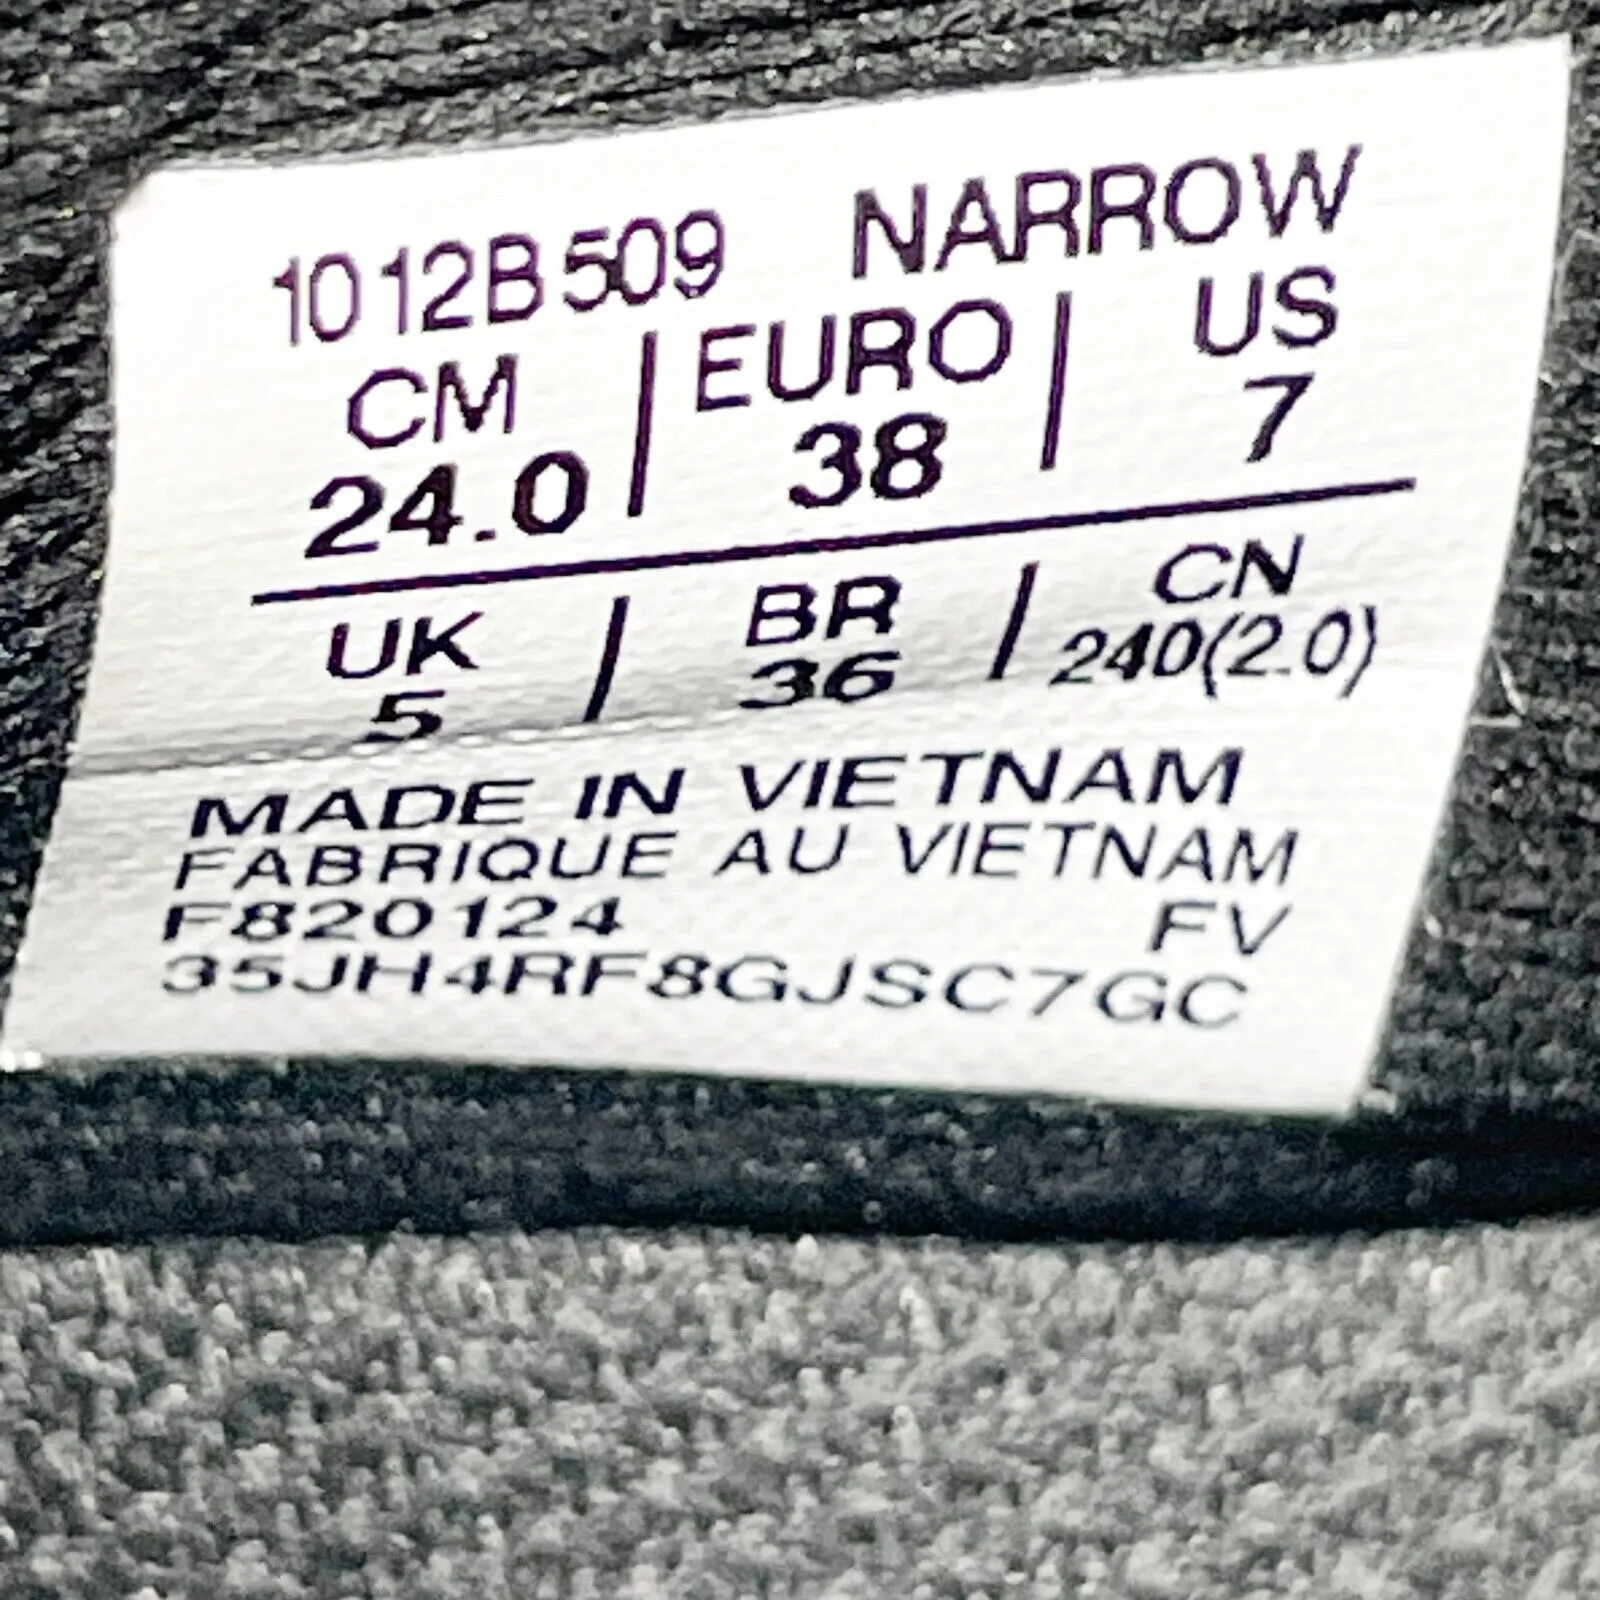 1012B509 NARROW
CM | EURO | US
24.0 38 7
UK | BR | CN
5 36 240(2.0)
MADE IN VIETNAM
FABRIQUE AU VIETNAM
F820124 FV
35JH4RF8GJSC7GC